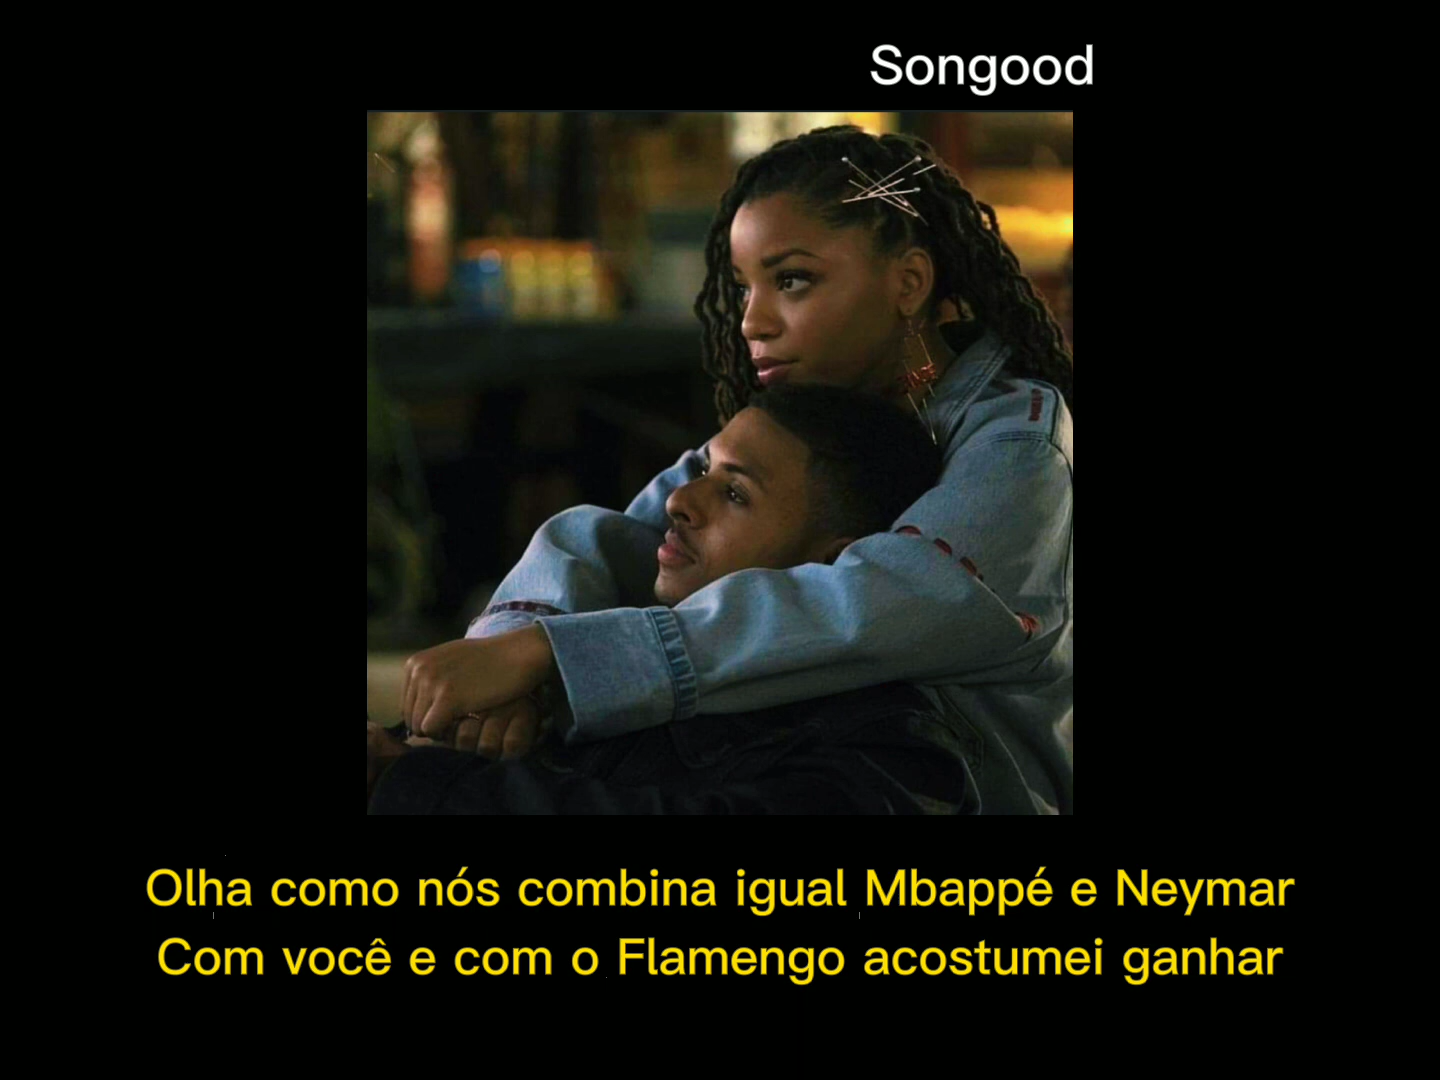 Songood
Olha como nós combina igual Mbappé e Neymar
Com você e com o Flamengo acostumei ganhar